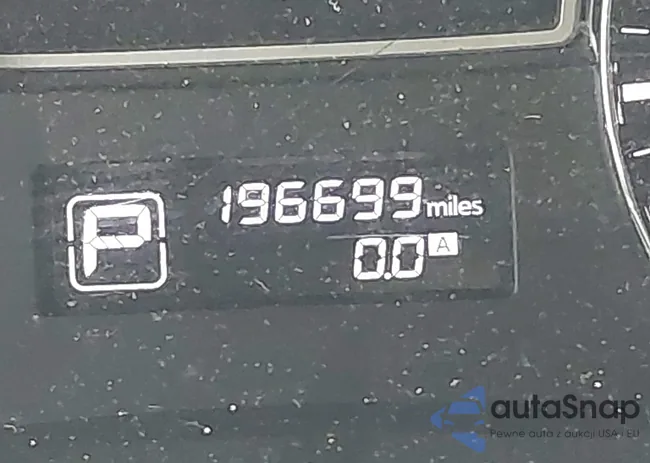 P
196699 miles
0.0 A
autaSnap
Pewne auta z aukcji USA i EU